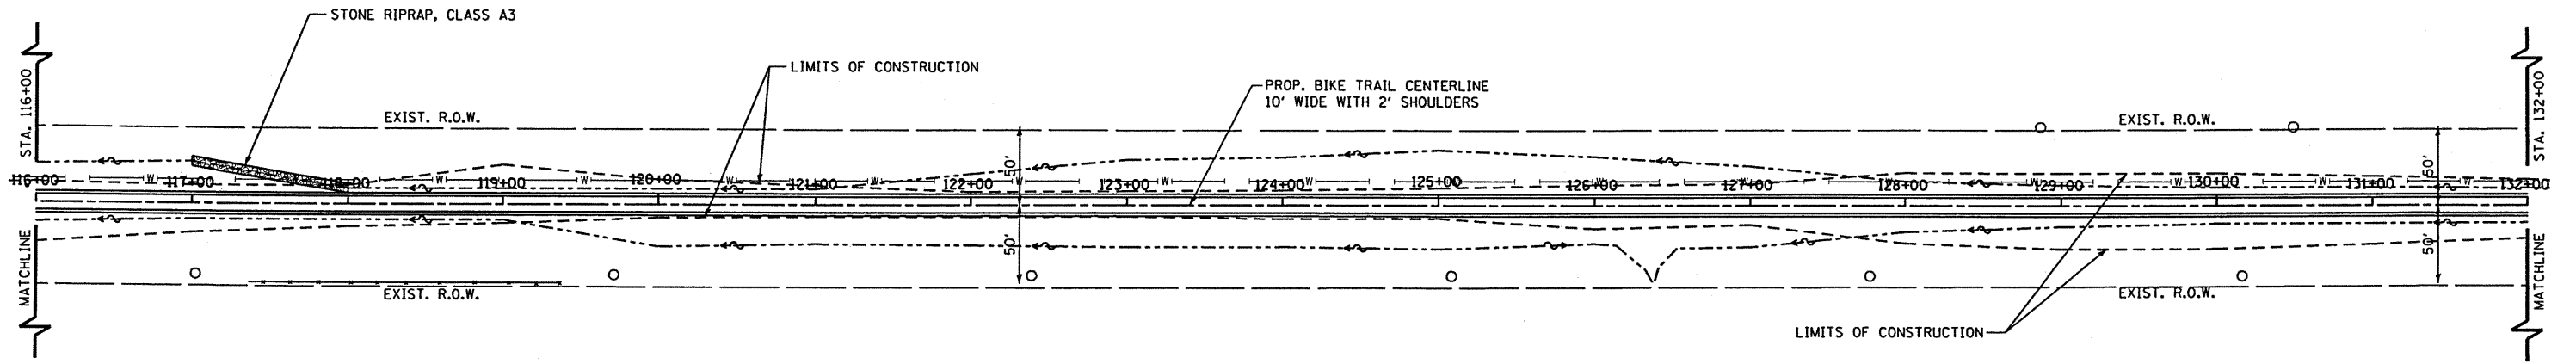 STONE RIPRAP, CLASS A3
LIMITS OF CONSTRUCTION
PROP. BIKE TRAIL CENTERLINE
10' WIDE WITH 2' SHOULDERS
STA. 116+00
EXIST. R.O.W.
EXIST. R.O.W.
STA. 132+00
50'
50'
W W W W W W W W W W W W W W W W W
116+00 117+00 118+00 119+00 120+00 121+00 122+00 123+00 124+00 125+00 126+00 127+00 128+00 129+00 130+00 131+00 132+00
50'
50'
MATCHLINE
EXIST. R.O.W.
EXIST. R.O.W.
MATCHLINE
LIMITS OF CONSTRUCTION